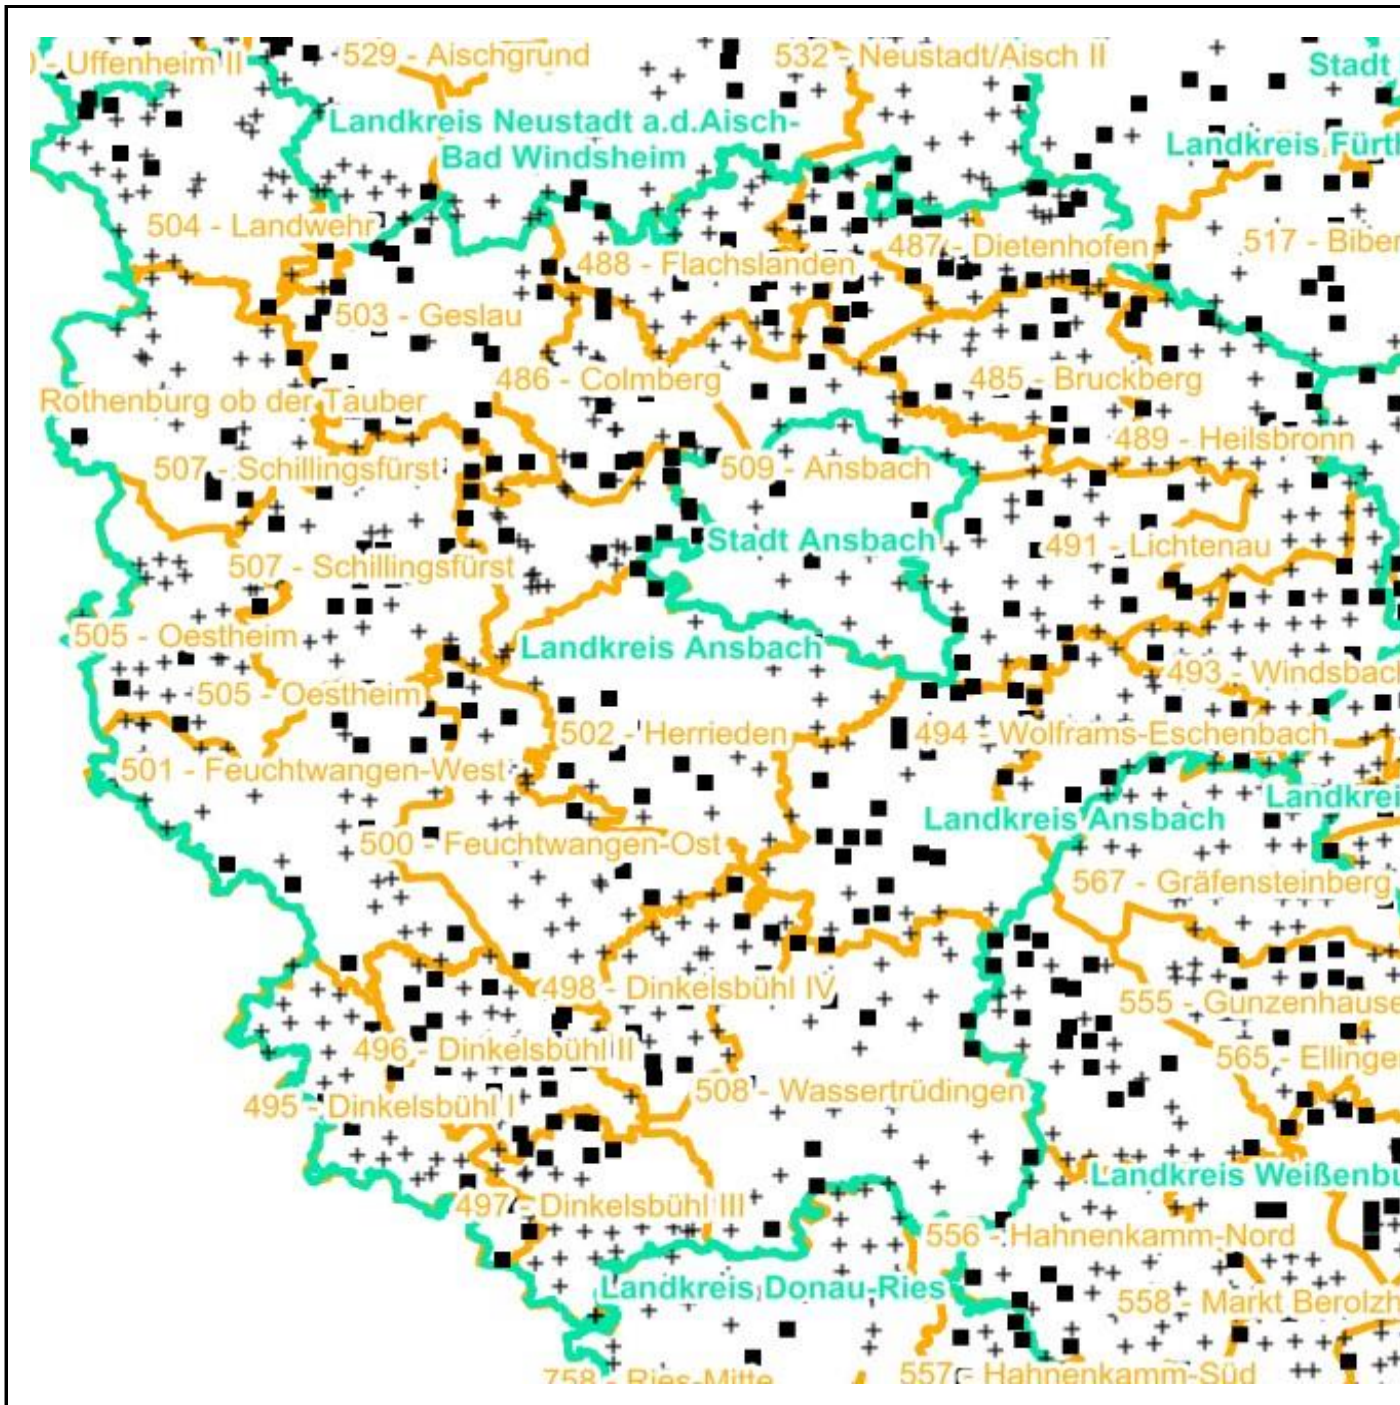 0 - Uffenheim II
529 - Aischgrund
532 - Neustadt/Aisch II
Stadt
Landkreis Neustadt a.d.Aisch-
Bad Windsheim
Landkreis Fürth
504 - Landwehr
487 - Dietenhofen
517 - Biber
488 - Flachslanden
503 - Geslau
486 - Colmberg
485 - Bruckberg
Rothenburg ob der Tauber
489 - Heilsbronn
507 - Schillingsfürst
509 - Ansbach
Stadt Ansbach
491 - Lichtenau
507 - Schillingsfürst
505 - Oestheim
Landkreis Ansbach
493 - Windsbach
505 - Oestheim
502 - Herrieden
494 - Wolframs-Eschenbach
501 - Feuchtwangen-West
Landkrei
Landkreis Ansbach
500 - Feuchtwangen-Ost
567 - Gräfensteinberg
498 - Dinkelsbühl IV
555 - Gunzenhaus
496 - Dinkelsbühl II
565 - Ellinge
508 - Wassertrüdingen
495 - Dinkelsbühl I
Landkreis Weißenbu
497 - Dinkelsbühl III
556 - Hahnenkamm-Nord
Landkreis Donau-Ries
558 - Markt Berolzh
758 - Ries-Mitte
557 - Hahnenkamm-Süd